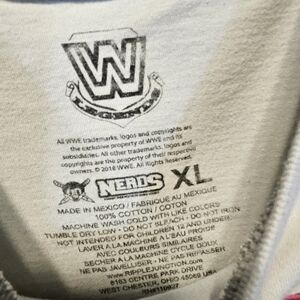 W
LEGENDS
All WWE trademarks, logos and copyrights are
the exclusive property of WWE and its
subsidiaries. All other trademarks, logos and
copyrights are the property of their respective
owners. © 2018 WWE. All Rights Reserved.
NERDS XL
MADE IN MEXICO / FABRIQUE AU MEXIQUE
100% COTTON / COTON
MACHINE WASH COLD WITH LIKE COLORS
TUMBLE DRY LOW - DO NOT BLEACH - DO NOT IRON
NOT INTENDED FOR CHILDREN 12 AND UNDER
LAVER A LA MACHINE A L'EAU FROIDE
AVEC COULEURS SIMILAIRES
SECHER A LA MACHINE CYCLE DOUX
NE PAS JAVELLISER - NE PAS REPASSER
WWW.RIPPLEJUNCTION.COM
CENTRE PARK DRIVE
WEST CHESTER, OHIO 45069 USA